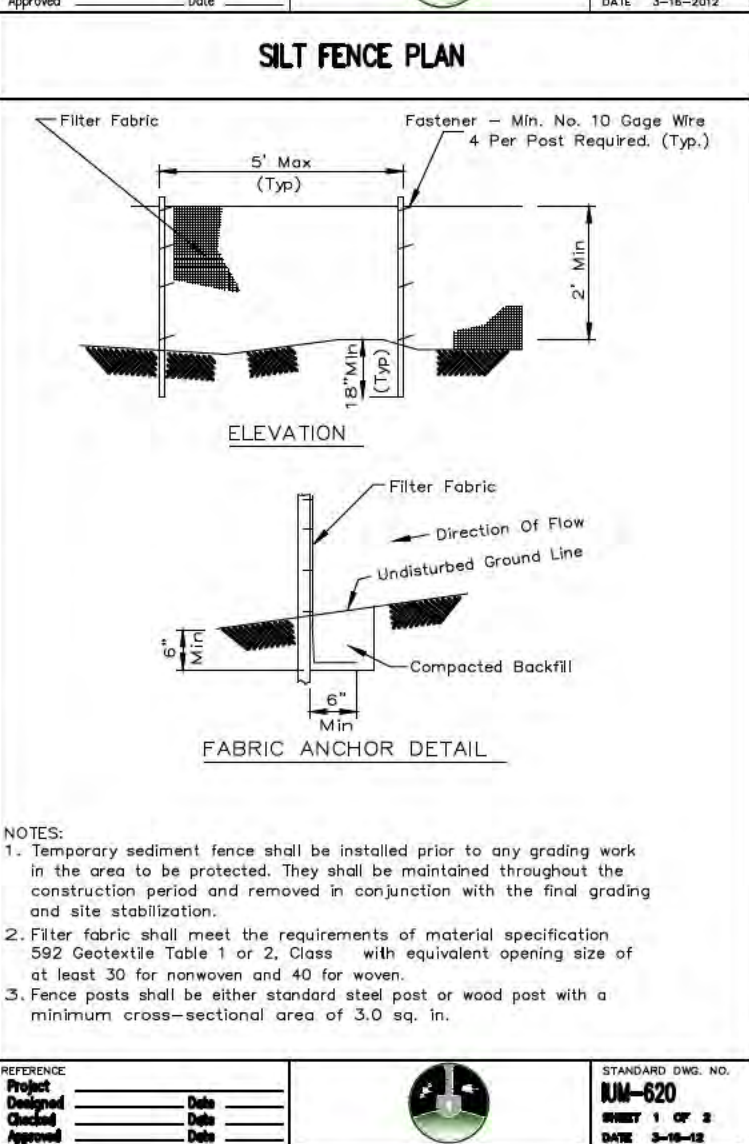 Approved Date
DATE 3-16-2012
SILT FENCE PLAN
Filter Fabric
Fastener - Min. No. 10 Gage Wire
4 Per Post Required. (Typ.)
5' Max
(Typ)
2' Min
18"Min
(Typ)
ELEVATION
Filter Fabric
Direction Of Flow
Undisturbed Ground Line
6"
Min
Compacted Backfill
6"
Min
FABRIC ANCHOR DETAIL
NOTES:
1. Temporary sediment fence shall be installed prior to any grading work
in the area to be protected. They shall be maintained throughout the
construction period and removed in conjunction with the final grading
and site stabilization.
2. Filter fabric shall meet the requirements of material specification
592 Geotextile Table 1 or 2, Class with equivalent opening size of
at least 30 for nonwoven and 40 for woven.
3. Fence posts shall be either standard steel post or wood post with a
minimum cross-sectional area of 3.0 sq. in.
REFERENCE
Project
Designed Date
Checked Date
Approved Date
STANDARD DWG. NO.
IUM-620
SHEET 1 OF 2
DATE 3-16-12